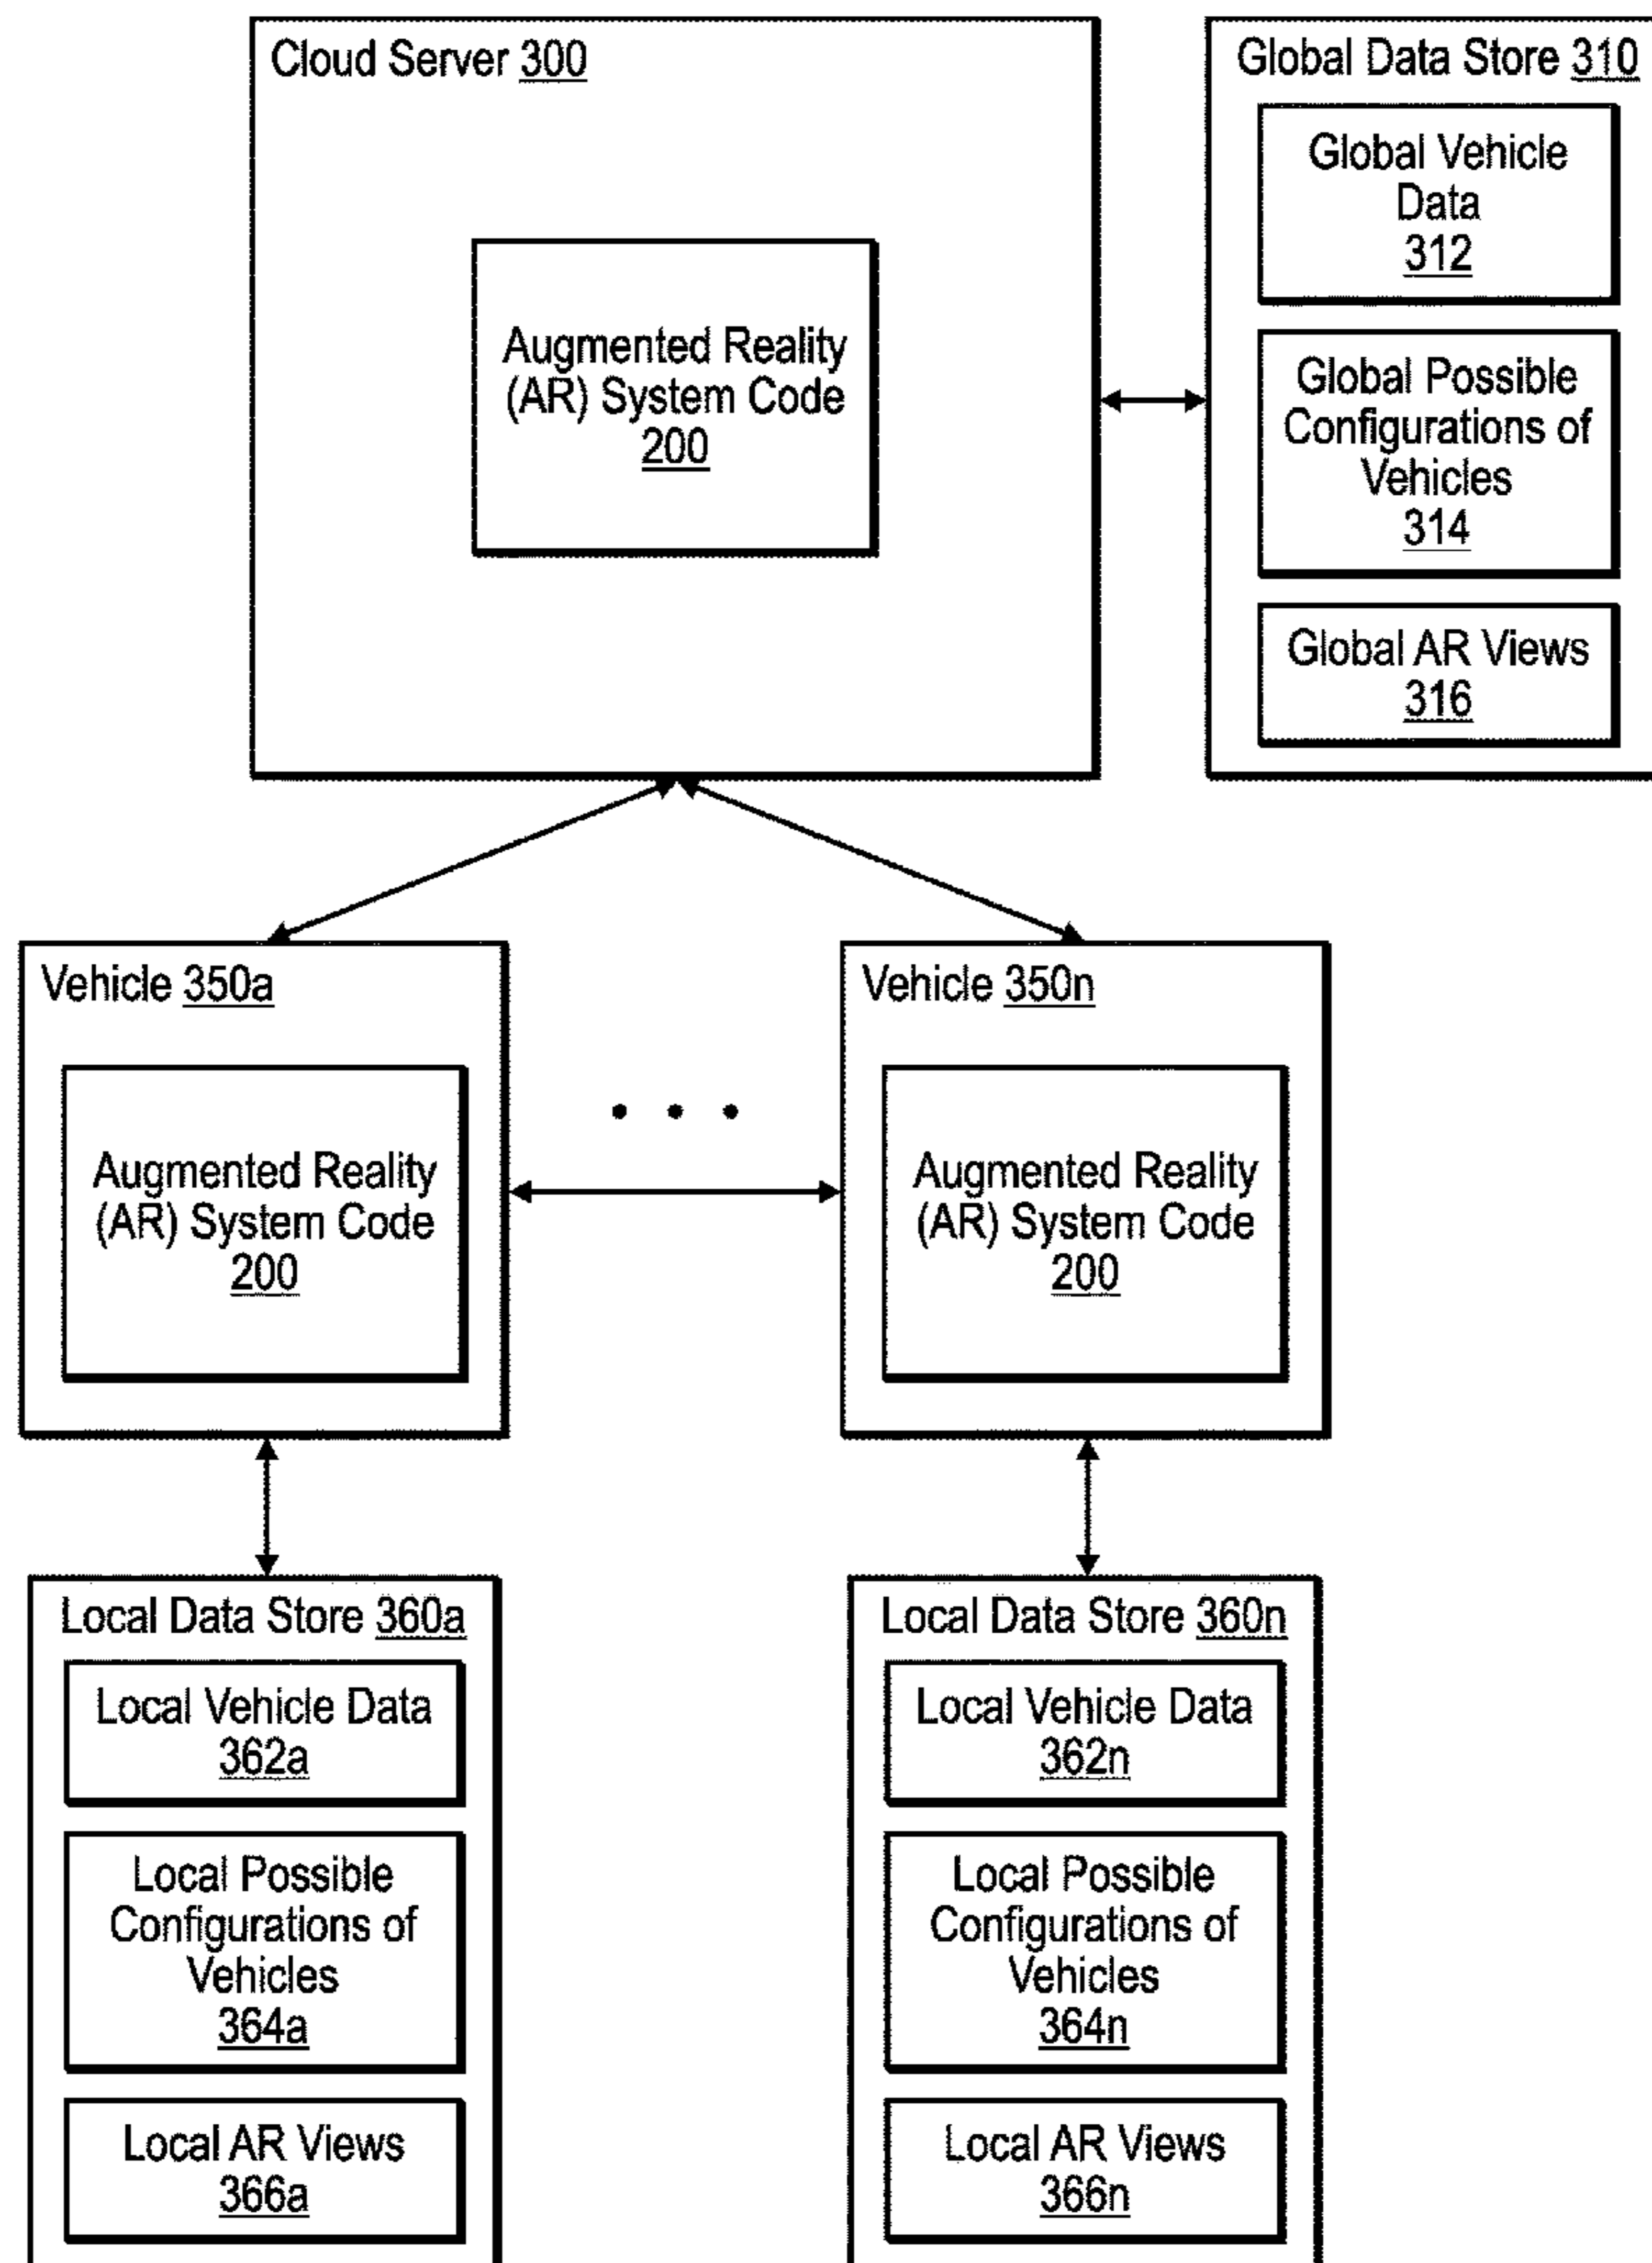 Cloud Server 300
Augmented Reality
(AR) System Code
200
Global Data Store 310
Global Vehicle
Data
312
Global Possible
Configurations of
Vehicles
314
Global AR Views
316
Vehicle 350a
Augmented Reality
(AR) System Code
200
. . .
Vehicle 350n
Augmented Reality
(AR) System Code
200
Local Data Store 360a
Local Vehicle Data
362a
Local Possible
Configurations of
Vehicles
364a
Local AR Views
366a
Local Data Store 360n
Local Vehicle Data
362n
Local Possible
Configurations of
Vehicles
364n
Local AR Views
366n